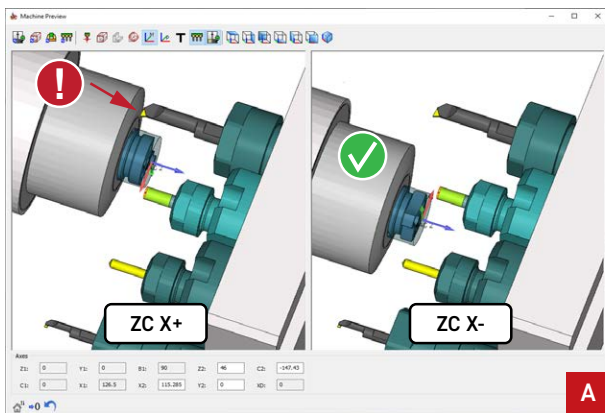 Machine Preview
T
!
ZC X+
ZC X-
Axes
Z1: 0 Y1: 0 B1: 90 Z2: 46 C2: -147.43
C1: 0 X1: 126.5 X2: 115.285 Y2: 0 XD: 0
A